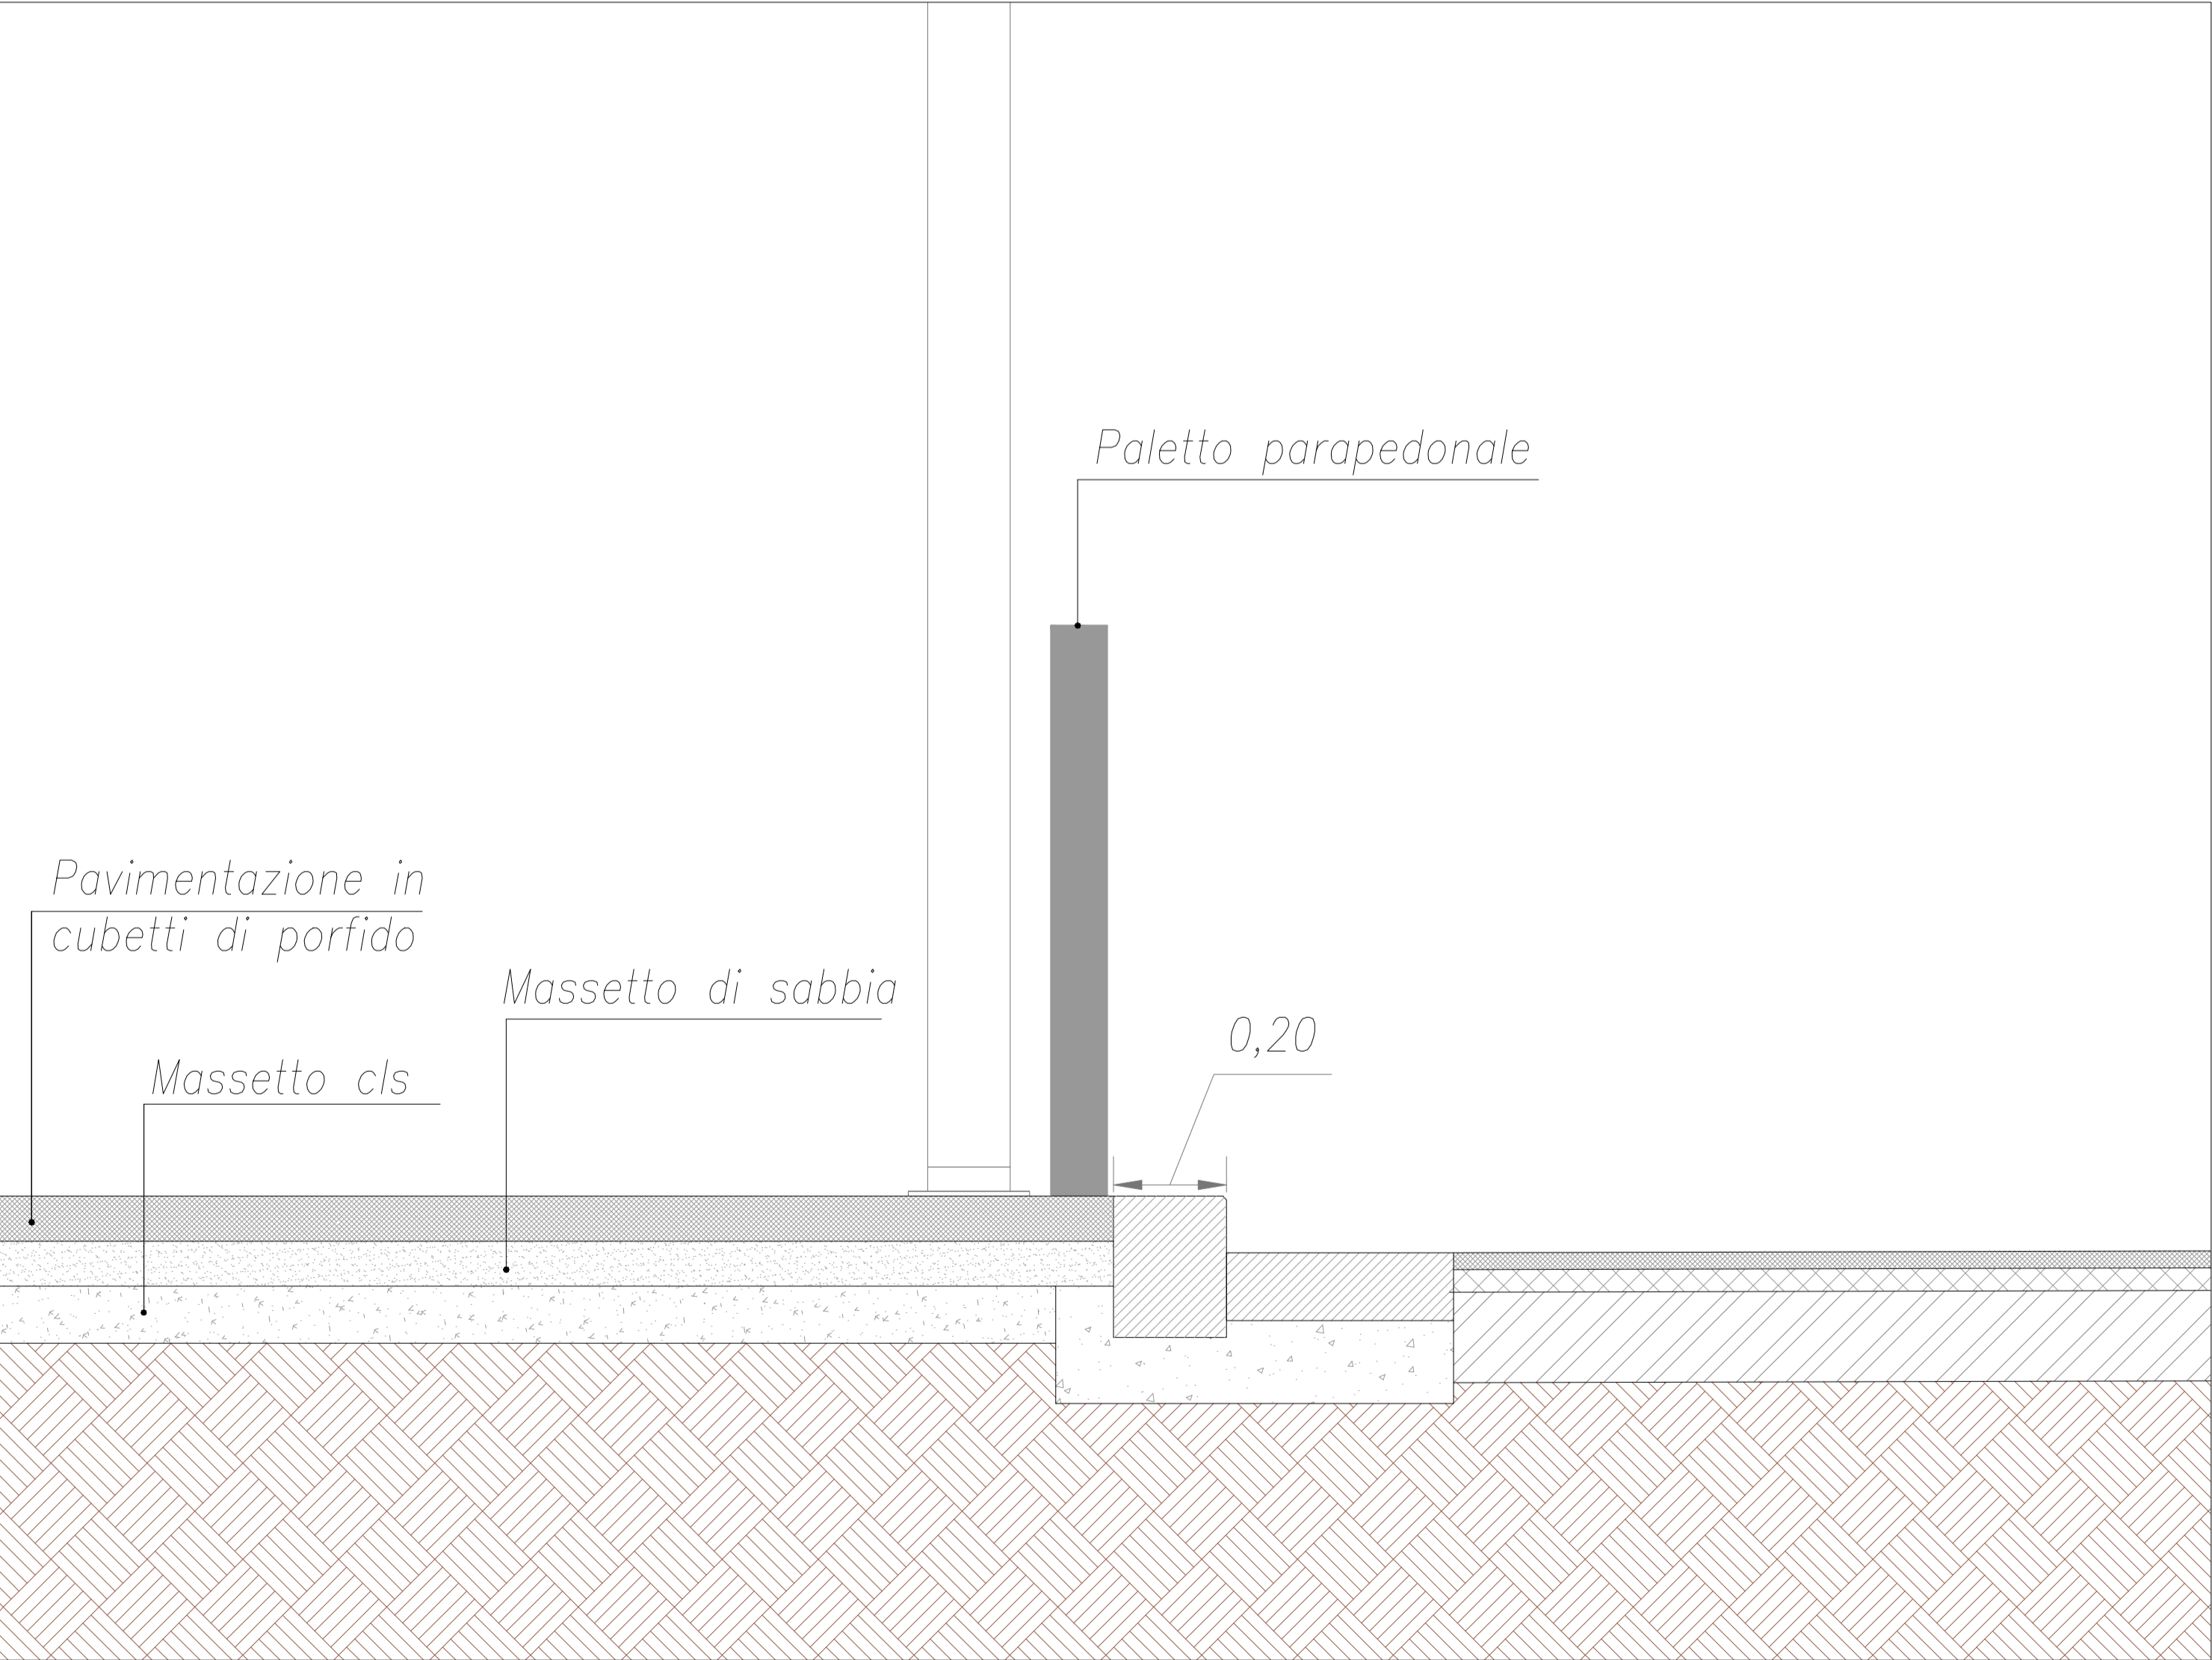 Paletto parapedonale
Pavimentazione in
cubetti di porfido
Massetto di sabbia
0,20
Massetto cls